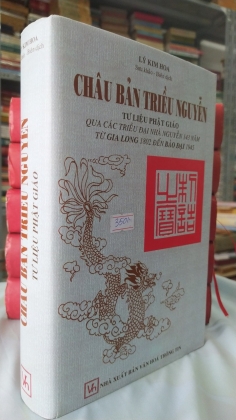 LÝ KIM HOA
CHÂU BẢN TRIỀU NGUYỄN
TƯ LIỆU PHẬT GIÁO
QUA CÁC TRIỀU ĐẠI NHÀ NGUYỄN 143 NĂM
TỪ GIA LONG 1802 ĐẾN BẢO ĐẠI 1945
NHÀ XUẤT BẢN VĂN HÓA THÔNG TIN
CHÂU BẢN TRIỀU NGUYỄN
TƯ LIỆU PHẬT GIÁO